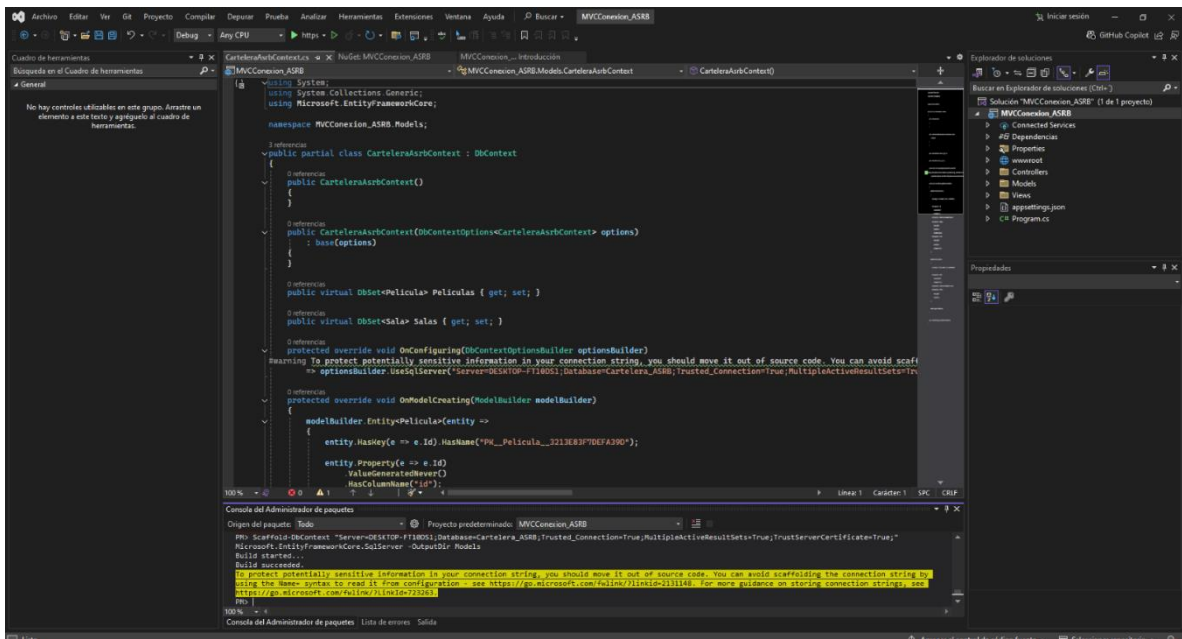 Archivo Editar Ver Git Proyecto Compilar Depurar Prueba Analizar Herramientas Extensiones Ventana Ayuda Buscar MVCConexion_ASRB Iniciar sesión
Debug Any CPU https GitHub Copilot
Cuadro de herramientas
Búsqueda en el Cuadro de herramientas
General
No hay controles utilizables en este grupo. Arrastre un
elemento a este texto y agréguelo al cuadro de
herramientas.
CarteleraAsrbContext.cs NuGet: MVCConexion_ASRB MVCConexion_... Introducción
MVCConexion_ASRB MVCConexion_ASRB.Models.CarteleraAsrbContext CarteleraAsrbContext()
using System;
using System.Collections.Generic;
using Microsoft.EntityFrameworkCore;
namespace MVCConexion_ASRB.Models;
3 referencias
public partial class CarteleraAsrbContext : DbContext
{
0 referencias
public CarteleraAsrbContext()
{
}
0 referencias
public CarteleraAsrbContext(DbContextOptions<CarteleraAsrbContext> options)
: base(options)
{
}
0 referencias
public virtual DbSet<Pelicula> Peliculas { get; set; }
0 referencias
public virtual DbSet<Sala> Salas { get; set; }
0 referencias
protected override void OnConfiguring(DbContextOptionsBuilder optionsBuilder)
#warning To protect potentially sensitive information in your connection string, you should move it out of source code. You can avoid scaff
=> optionsBuilder.UseSqlServer("Server=DESKTOP-FT10DS1;Database=Cartelera_ASRB;Trusted_Connection=True;MultipleActiveResultSets=Tru
0 referencias
protected override void OnModelCreating(ModelBuilder modelBuilder)
{
modelBuilder.Entity<Pelicula>(entity =>
{
entity.HasKey(e => e.Id).HasName("PK__Pelicula__3213E83F7DEFA39D");
entity.Property(e => e.Id)
.ValueGeneratedNever()
.HasColumnName("id");
100% 0 1 Línea: 1 Carácter: 1 SPC CRLF
Consola del Administrador de paquetes
Origen del paquete: Todo Proyecto predeterminado: MVCConexion_ASRB
PM> Scaffold-DbContext "Server=DESKTOP-FT10DS1;Database=Cartelera_ASRB;Trusted_Connection=True;MultipleActiveResultSets=True;TrustServerCertificate=True;"
Microsoft.EntityFrameworkCore.SqlServer -OutputDir Models
Build started...
Build succeeded.
To protect potentially sensitive information in your connection string, you should move it out of source code. You can avoid scaffolding the connection string by
using the Name= syntax to read it from configuration - see https://go.microsoft.com/fwlink/?linkid=2131148. For more guidance on storing connection strings, see
https://go.microsoft.com/fwlink/?LinkId=723263.
PM>
100%
Consola del Administrador de paquetes Lista de errores Salida
Explorador de soluciones
Buscar en Explorador de soluciones (Ctrl+')
Solución "MVCConexion_ASRB" (1 de 1 proyecto)
MVCConexion_ASRB
Connected Services
Dependencias
Properties
wwwroot
Controllers
Models
Views
appsettings.json
C# Program.cs
Propiedades